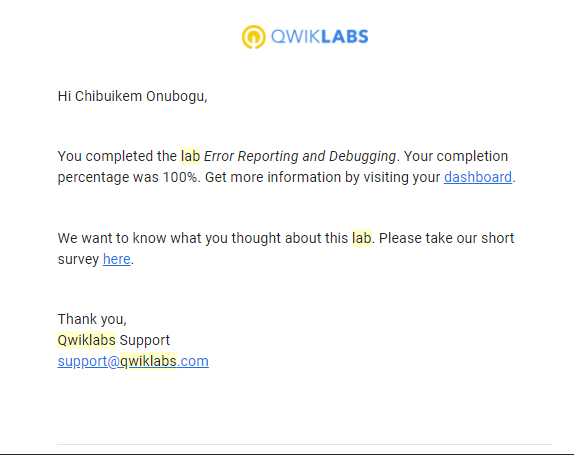 QWIKLABS
Hi Chibuikem Onubogu,
You completed the lab Error Reporting and Debugging. Your completion
percentage was 100%. Get more information by visiting your dashboard.
We want to know what you thought about this lab. Please take our short
survey here.
Thank you,
Qwiklabs Support
support@qwiklabs.com